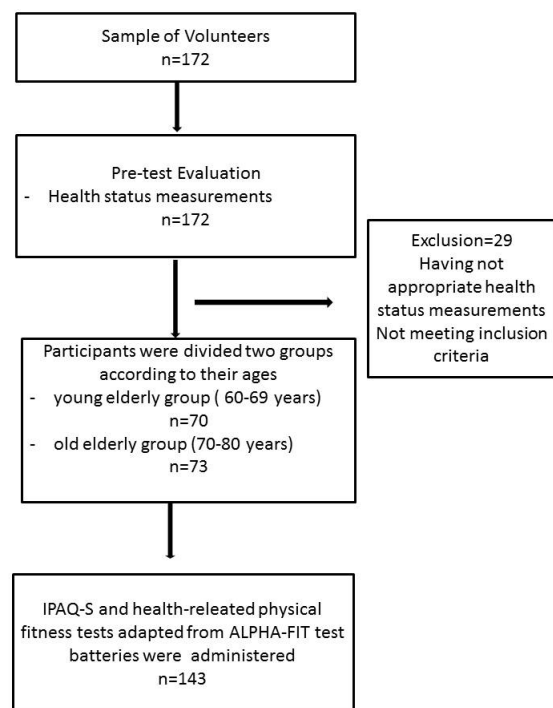 Sample of Volunteers
n=172
Pre-test Evaluation
- Health status measurements
n=172
Exclusion=29
Having not
appropriate health
status measurements
Not meeting inclusion
criteria
Participants were divided two groups
according to their ages
- young elderly group ( 60-69 years)
n=70
- old elderly group (70-80 years)
n=73
IPAQ-S and health-releated physical
fitness tests adapted from ALPHA-FIT test
batteries were administered
n=143